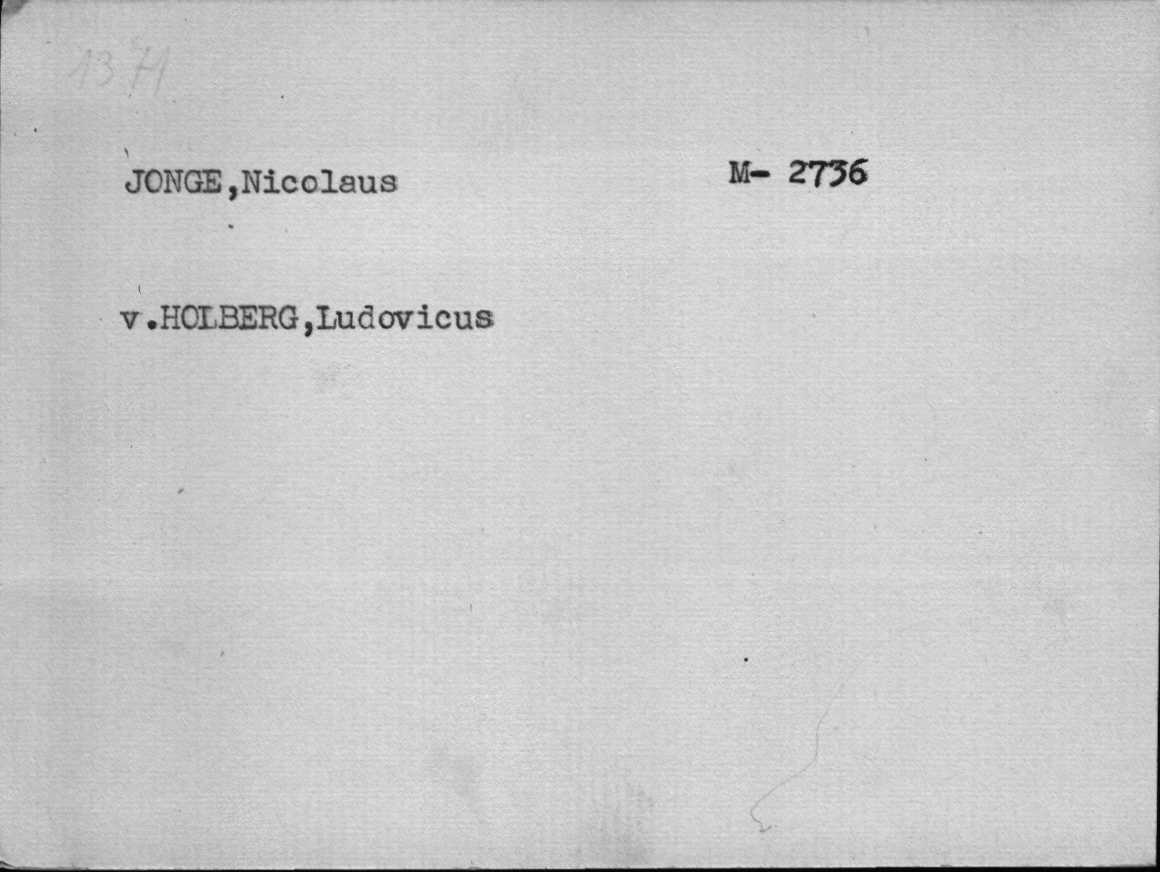 1371
JONGE,Nicolaus M- 2736
v.HOLBERG,Ludovicus